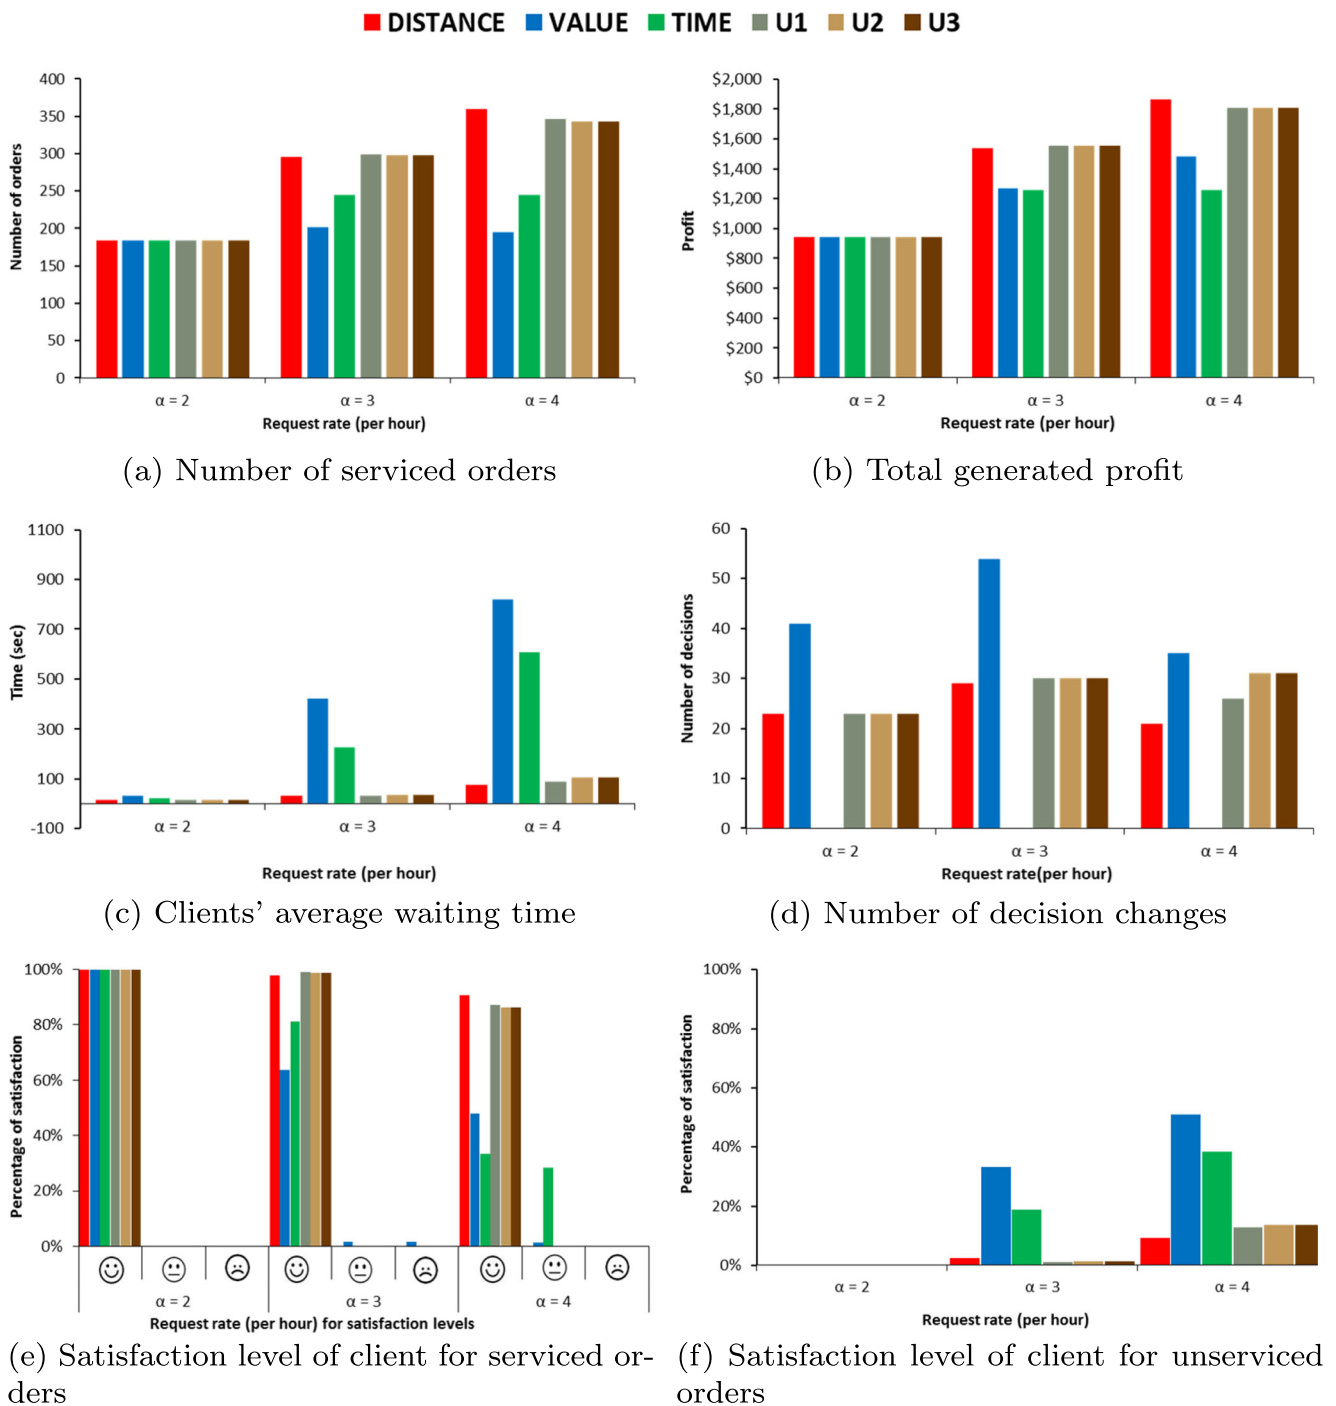 DISTANCE VALUE TIME U1 U2 U3
400
350
300
250
200
150
100
50
0
Number of orders
α = 2 α = 3 α = 4
Request rate (per hour)
(a) Number of serviced orders
$2,000
$1,800
$1,600
$1,400
$1,200
$1,000
$800
$600
$400
$200
$0
Profit
α = 2 α = 3 α = 4
Request rate (per hour)
(b) Total generated profit
1100
900
700
500
300
100
-100
Time (sec)
α = 2 α = 3 α = 4
Request rate (per hour)
(c) Clients' average waiting time
60
50
40
30
20
10
0
Number of decisions
α = 2 α = 3 α = 4
Request rate(per hour)
(d) Number of decision changes
100%
80%
60%
40%
20%
0%
Percentage of satisfaction
α = 2 α = 3 α = 4
Request rate (per hour) for satisfaction levels
(e) Satisfaction level of client for serviced or-
ders
100%
80%
60%
40%
20%
0%
Percentage of satisfaction
α = 2 α = 3 α = 4
Request rate (per hour)
(f) Satisfaction level of client for unserviced
orders